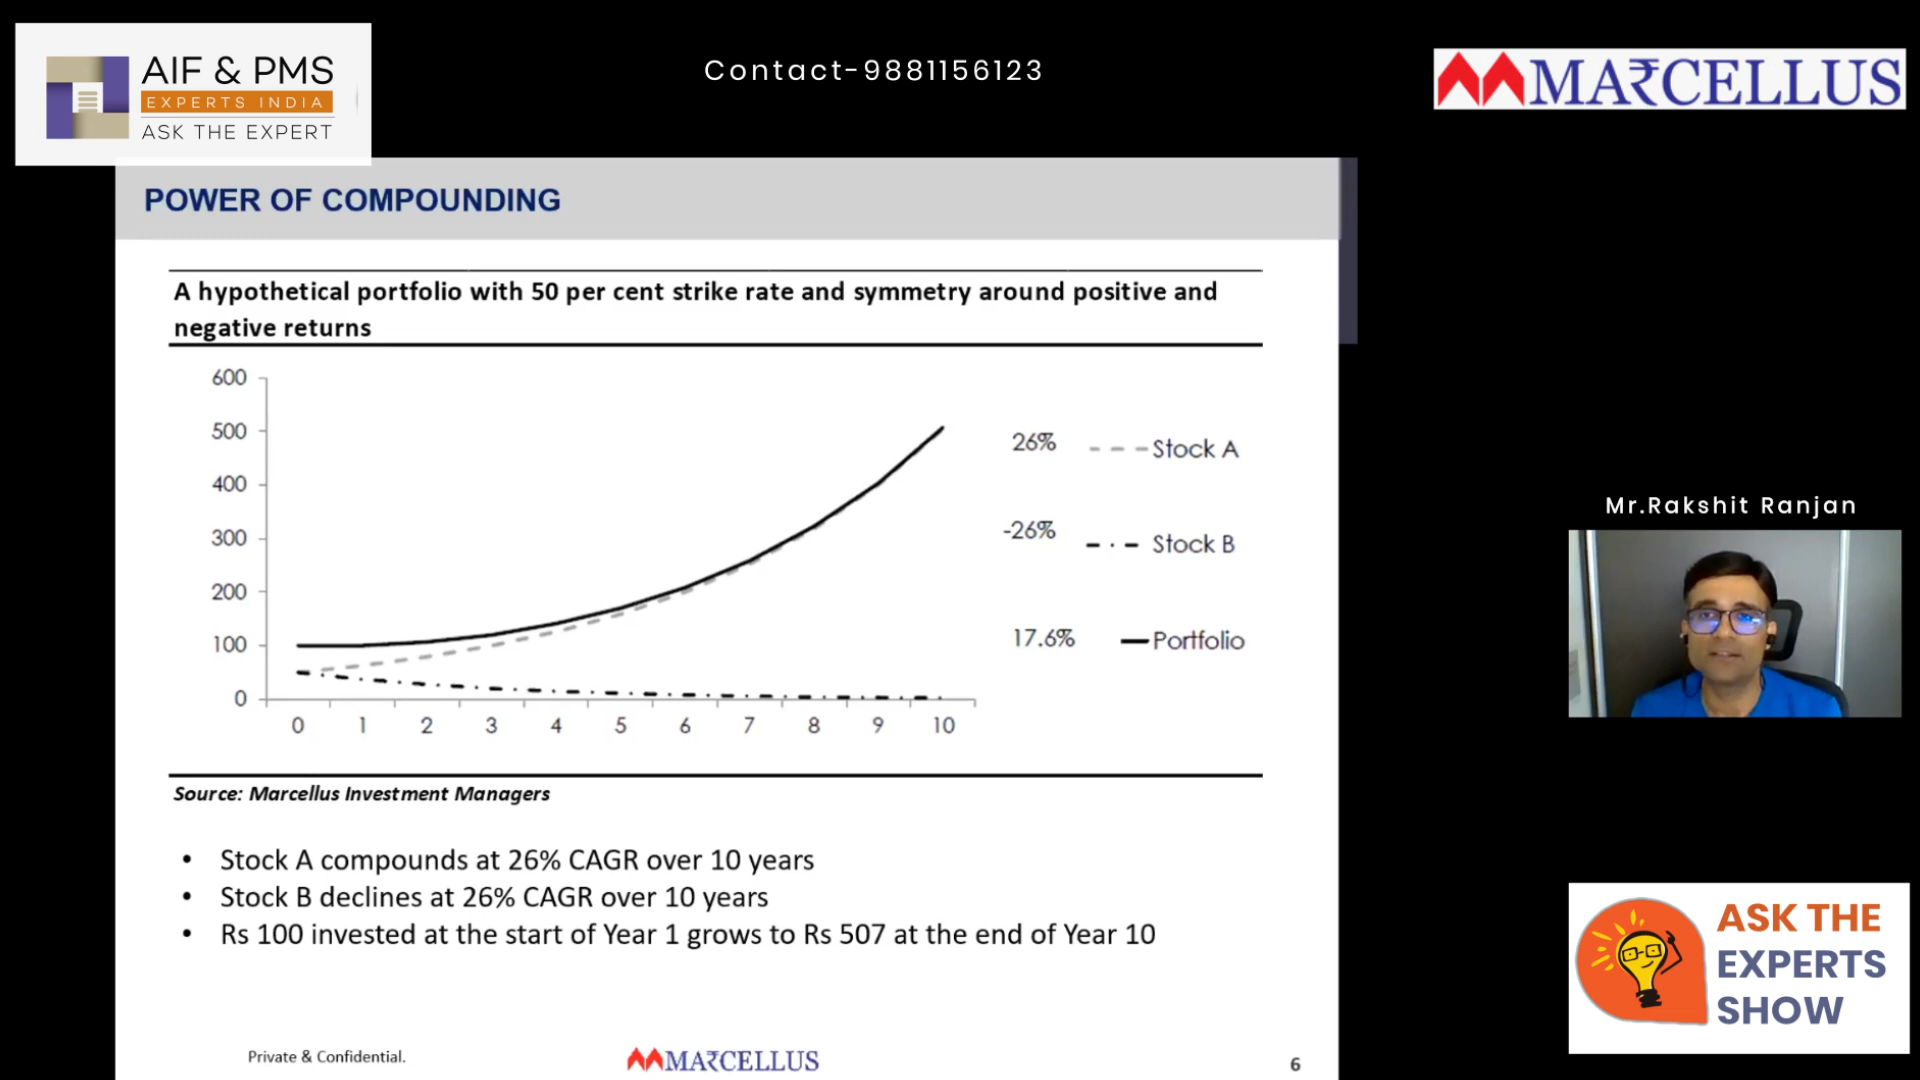 AIF & PMS
EXPERTS INDIA
ASK THE EXPERT
Contact-9881156123
MA₹CELLUS
POWER OF COMPOUNDING
A hypothetical portfolio with 50 per cent strike rate and symmetry around positive and
negative returns
600
500
400
300
200
100
0
0 1 2 3 4 5 6 7 8 9 10
26% Stock A
-26% Stock B
17.6% Portfolio
Source: Marcellus Investment Managers
• Stock A compounds at 26% CAGR over 10 years
• Stock B declines at 26% CAGR over 10 years
• Rs 100 invested at the start of Year 1 grows to Rs 507 at the end of Year 10
Private & Confidential.
MA₹CELLUS
6
Mr.Rakshit Ranjan
ASK THE
EXPERTS
SHOW